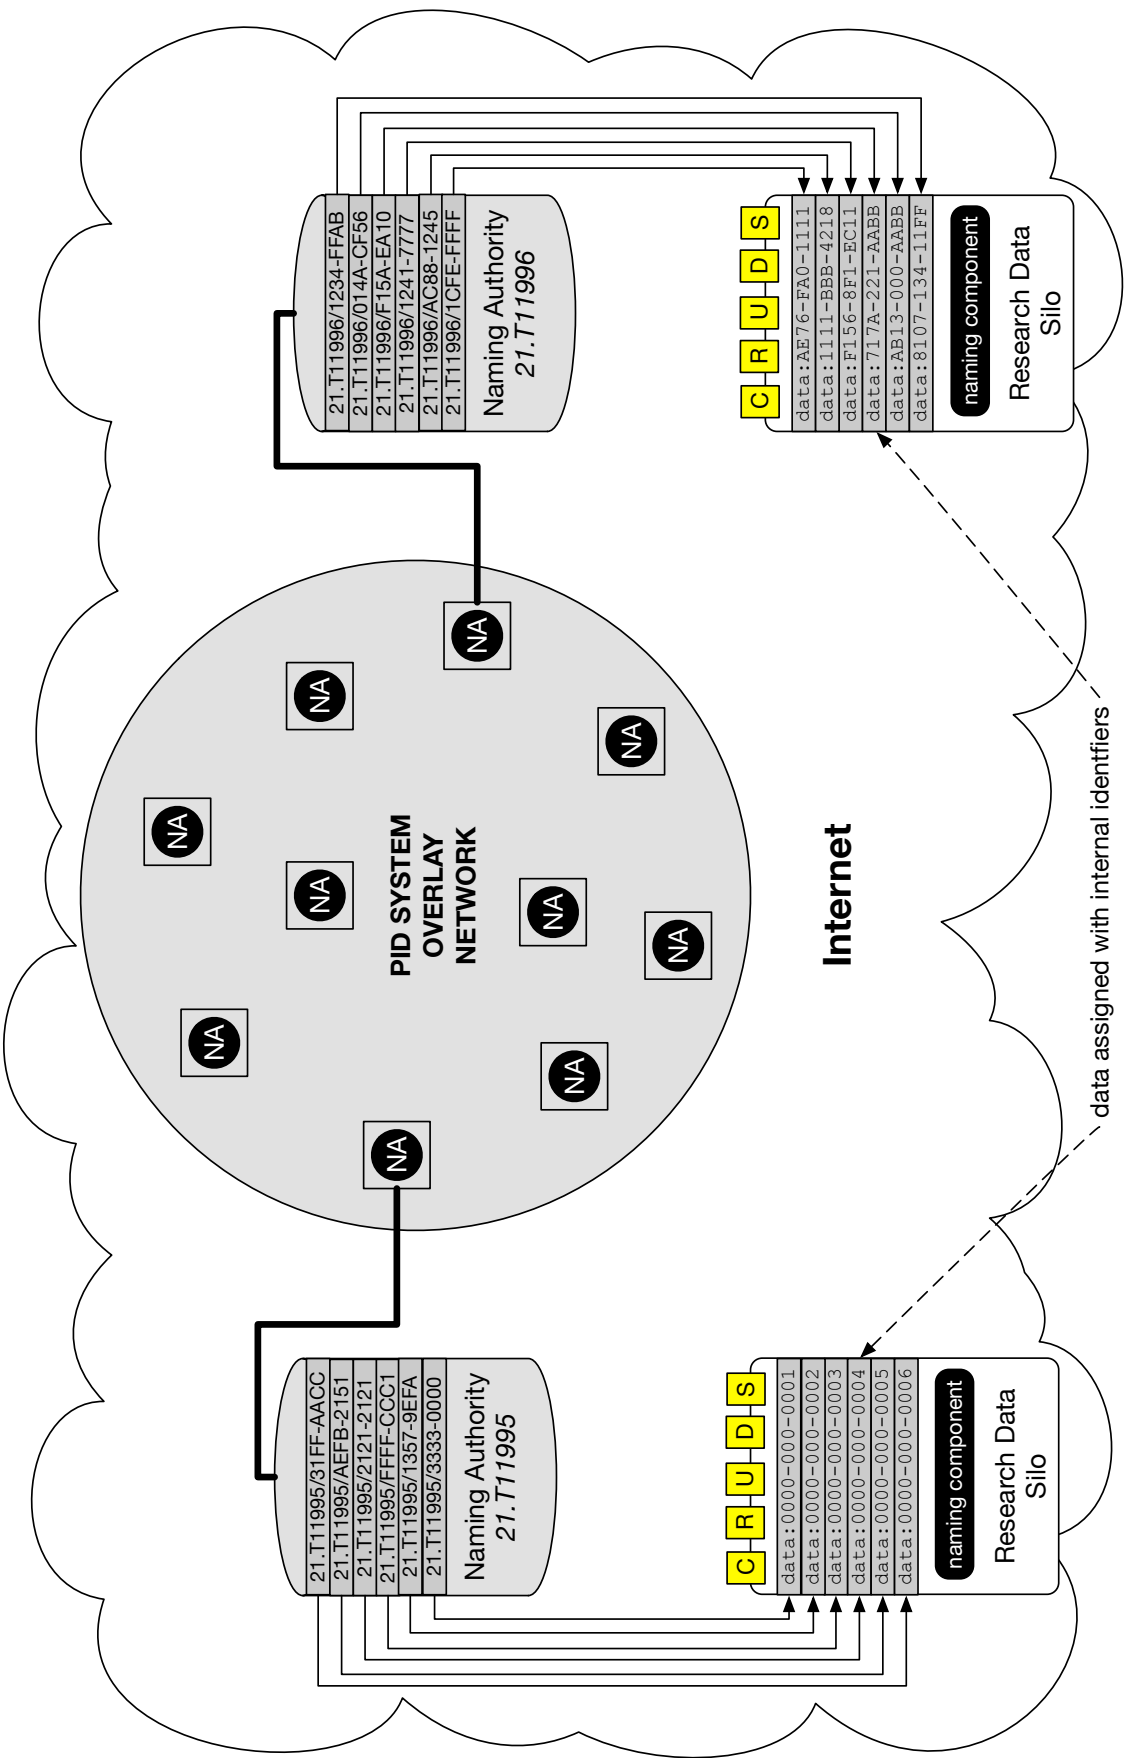 21.T11995/31FF-AACC
21.T11995/AEFB-2151
21.T11995/2121-2121
21.T11995/FFFF-CCC1
21.T11995/1357-9EFA
21.T11995/3333-0000
Naming Authority
21.T11995
NA
NA
NA
NA
NA
PID SYSTEM
OVERLAY
NETWORK
NA
NA
NA
NA
NA
21.T11996/1234-FFAB
21.T11996/014A-CF56
21.T11996/F15A-EA10
21.T11996/1241-7777
21.T11996/AC88-1245
21.T11996/1CFE-FFFF
Naming Authority
21.T11996
C R U D S
data:0000-000-0001
data:0000-000-0002
data:0000-000-0003
data:0000-000-0004
data:0000-000-0005
data:0000-000-0006
naming component
Research Data
Silo
Internet
C R U D S
data:AE76-FA0-1111
data:1111-BBB-4218
data:F156-8F1-EC11
data:717A-221-AABB
data:AB13-000-AABB
data:8107-134-11FF
naming component
Research Data
Silo
data assigned with internal identfiers